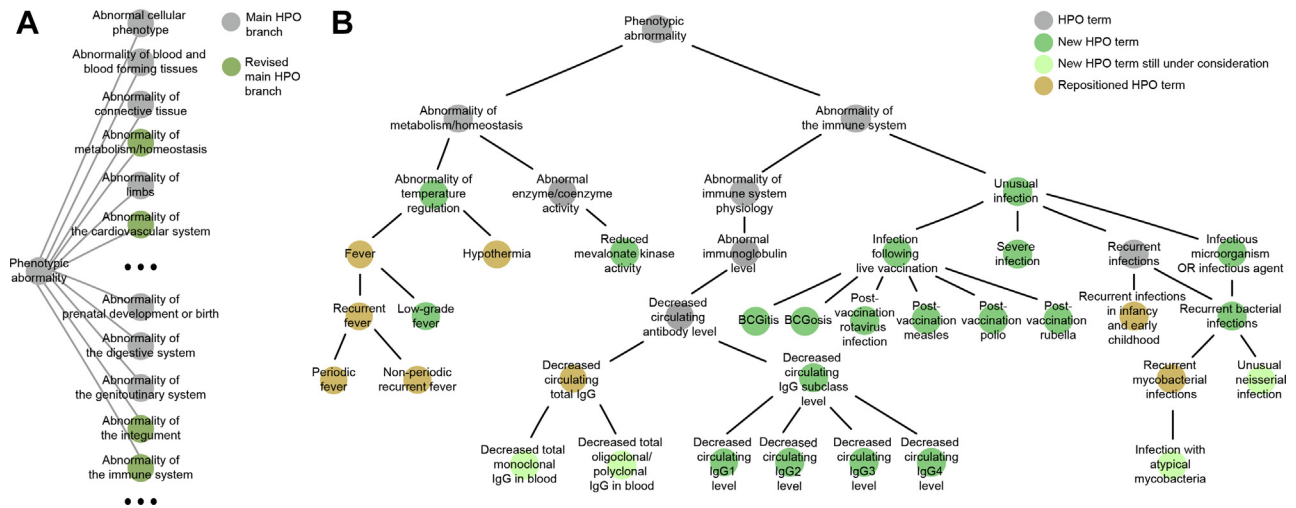 A
Abnormal cellular
phenotype
Abnormality of blood and
blood forming tissues
Abnormality of
connective tissue
Abnormality of
metabolism/homeostasis
Abnormality of
limbs
Abnormality of
the cardiovascular system
•••
Phenotypic
abormality
Abnormality of
prenatal development or birth
Abnormality of
the digestive system
Abnormality of
the genitoutinary system
Abnormality of
the integument
Abnormality of
the immune system
•••
Main HPO
branch
Revised
main HPO
branch
B
Phenotypic
abnormality
HPO term
New HPO term
New HPO term still under consideration
Repositioned HPO term
Abnormality of
metabolism/homeostasis
Abnormality of
the immune system
Abnormality of
temperature
regulation
Abnormal
enzyme/coenzyme
activity
Abnormality of
immune system
physiology
Unusual
infection
Fever
Hypothermia
Reduced
mevalonate kinase
activity
Abnormal
immunoglobulin
level
Infection
following
live vaccination
Severe
infection
Recurrent
infections
Infectious
microorganism
OR infectious agent
Recurrent
fever
Low-grade
fever
Decreased
circulating
antibody level
BCGitis
BCGosis
Post-
vaccination
rotavirus
infection
Post-
vaccination
measles
Post-
vaccination
polio
Post-
vaccination
rubella
Recurrent infections
in infancy
and early
childhood
Recurrent bacterial
infections
Periodic
fever
Non-periodic
recurrent fever
Decreased
circulating
total IgG
Decreased
circulating
IgG subclass
level
Recurrent
mycobacterial
infections
Unusual
neisserial
infection
Decreased total
monoclonal
IgG in blood
Decreased total
oligoclonal/
polyclonal
IgG in blood
Decreased
circulating
IgG1
level
Decreased
circulating
IgG2
level
Decreased
circulating
IgG3
level
Decreased
circulating
IgG4
level
Infection with
atypical
mycobacteria